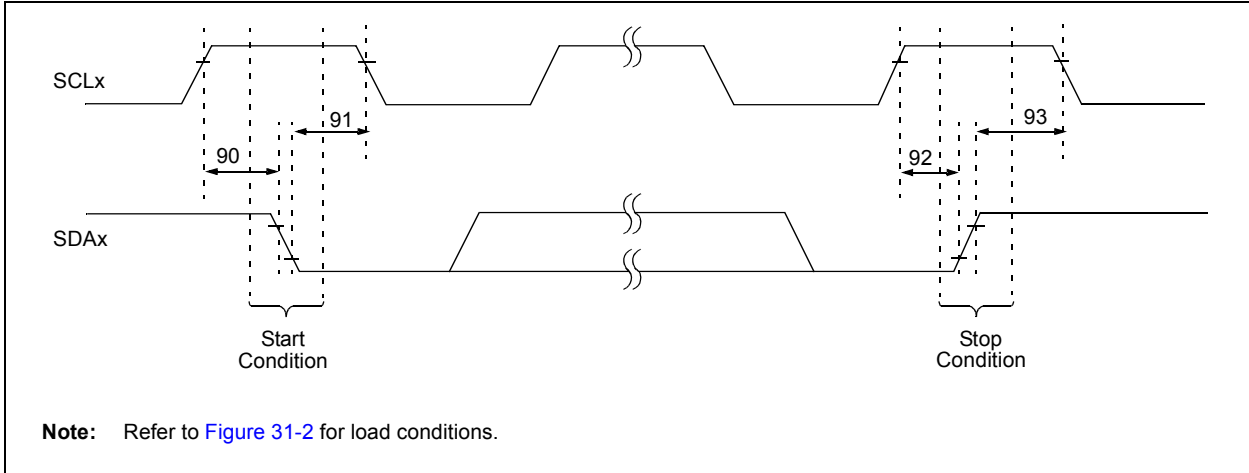 SCLx
91
93
90
92
SDAx
Start
Condition
Stop
Condition
Note: Refer to Figure 31-2 for load conditions.